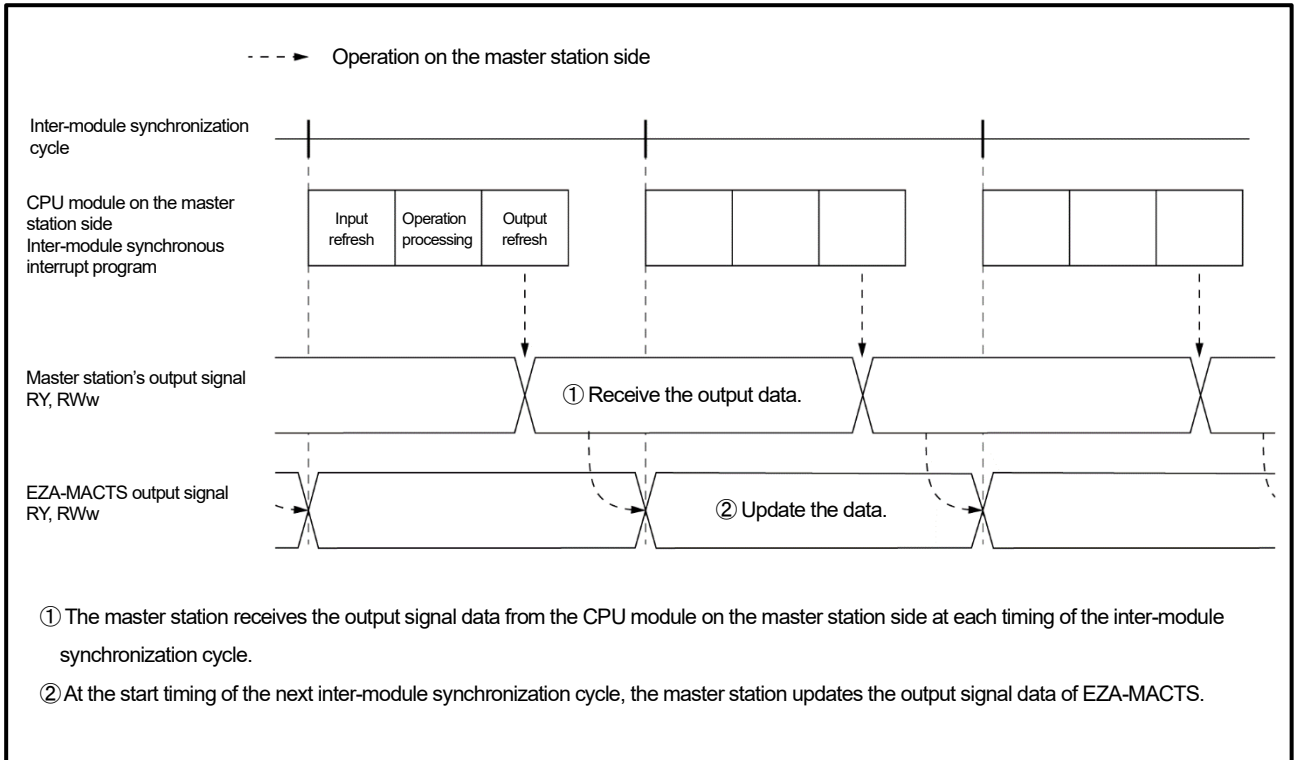 Operation on the master station side
Inter-module synchronization
cycle
CPU module on the master
station side
Inter-module synchronous
interrupt program
Input
refresh
Operation
processing
Output
refresh
Master station’s output signal
RY, RWw
① Receive the output data.
EZA-MACTS output signal
RY, RWw
② Update the data.
① The master station receives the output signal data from the CPU module on the master station side at each timing of the inter-module
synchronization cycle.
② At the start timing of the next inter-module synchronization cycle, the master station updates the output signal data of EZA-MACTS.